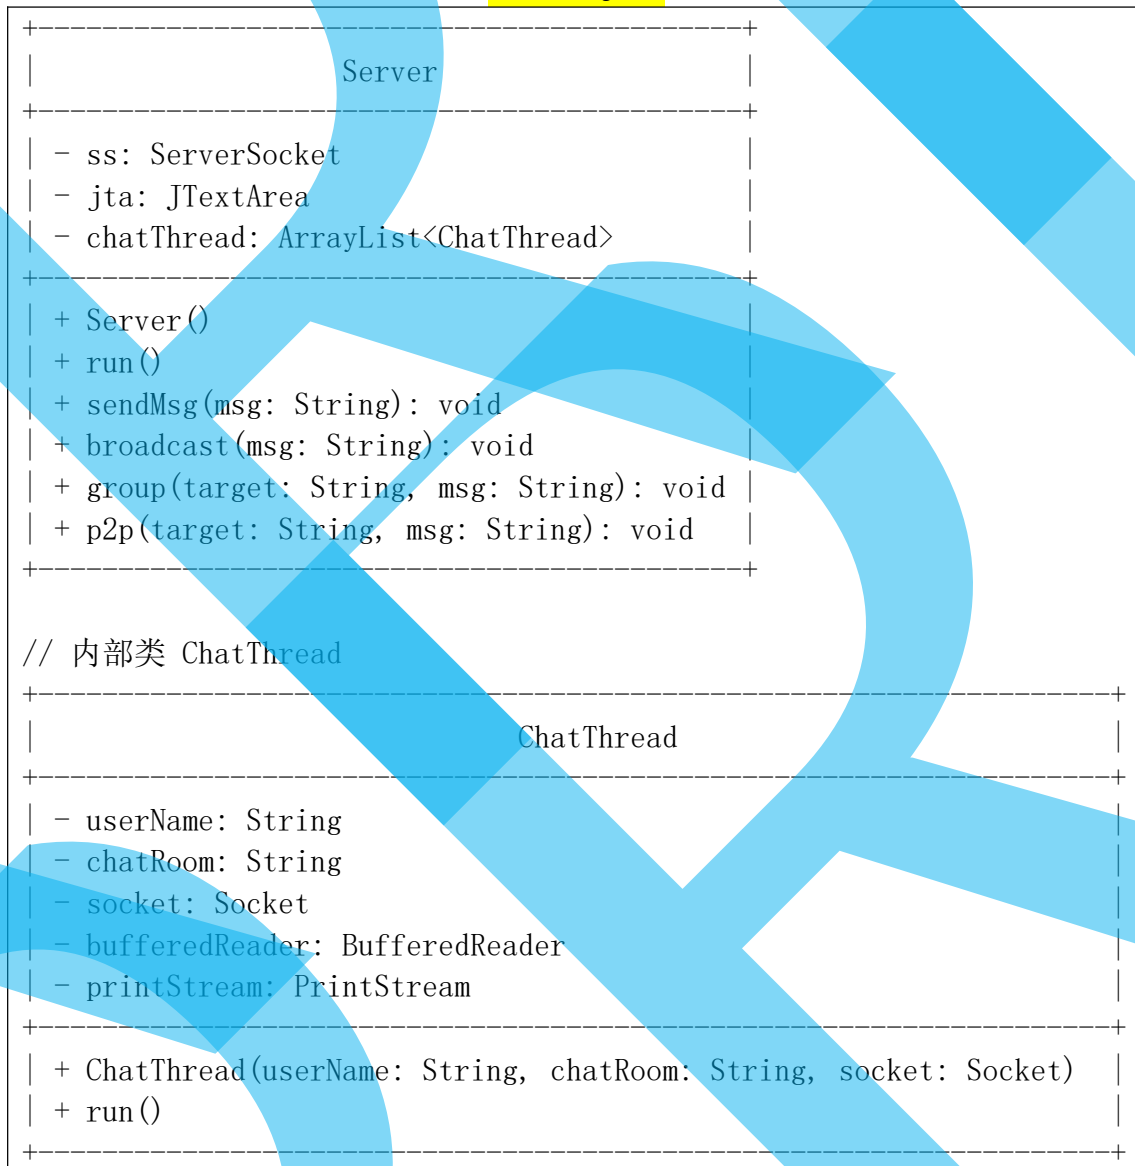 +--------------------------------------------+
| Server |
+--------------------------------------------+
| - ss: ServerSocket |
| - jta: JTextArea |
| - chatThread: ArrayList<ChatThread> |
+--------------------------------------------+
| + Server() |
| + run() |
| + sendMsg(msg: String): void |
| + broadcast(msg: String): void |
| + group(target: String, msg: String): void |
| + p2p(target: String, msg: String): void |
+--------------------------------------------+
// 内部类 ChatThread
+-------------------------------------------------------------------+
| ChatThread |
+-------------------------------------------------------------------+
| - userName: String |
| - chatRoom: String |
| - socket: Socket |
| - bufferedReader: BufferedReader |
| - printStream: PrintStream |
+-------------------------------------------------------------------+
| + ChatThread(userName: String, chatRoom: String, socket: Socket) |
| + run() |
+-------------------------------------------------------------------+